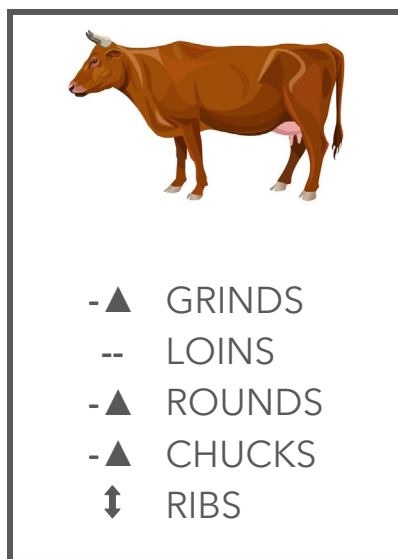 -▲ GRINDS
-- LOINS
-▲ ROUNDS
-▲ CHUCKS
⬍ RIBS